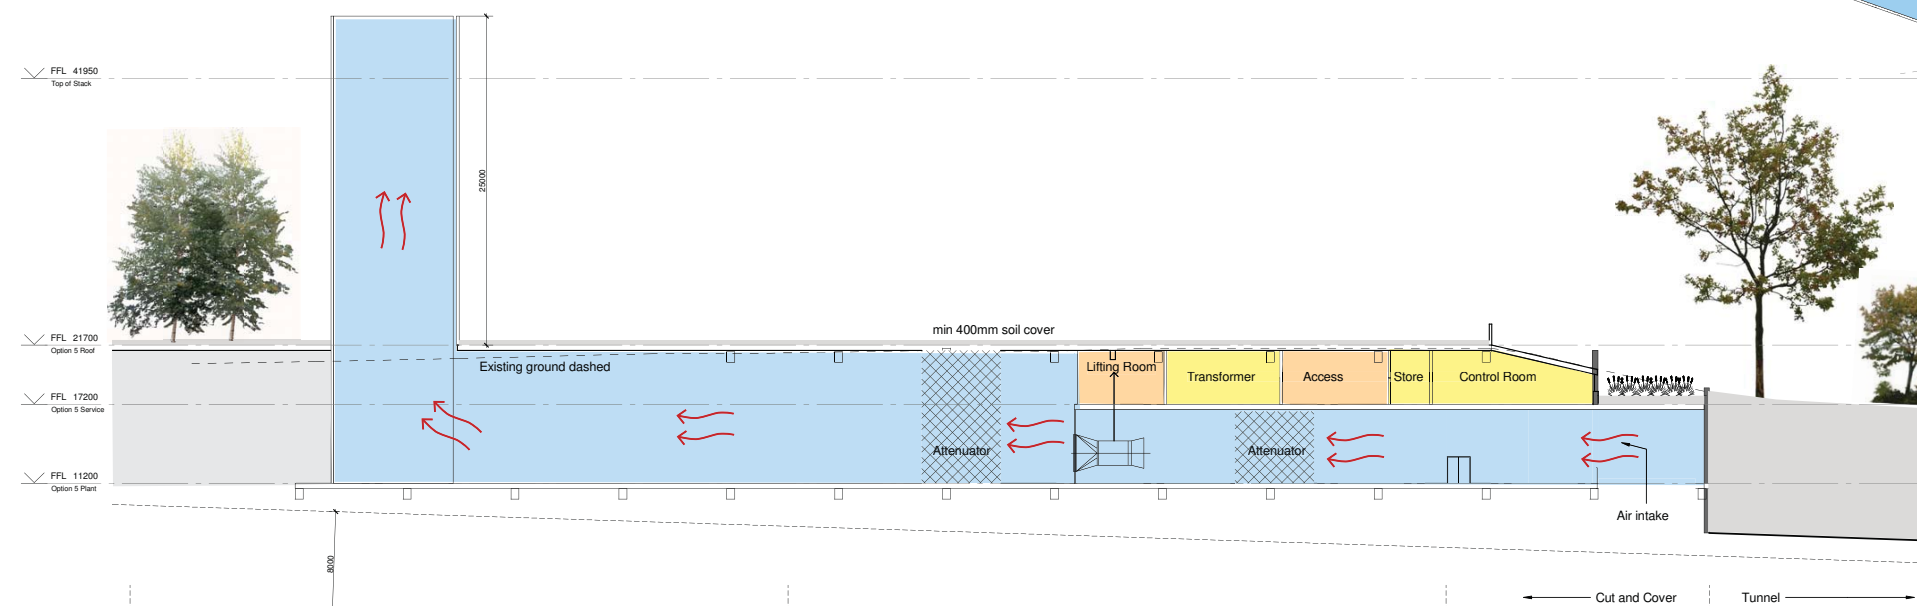 FFL 41950
Top of Stack
25000
FFL 21700
Option 5 Roof
min 400mm soil cover
Existing ground dashed
Lifting Room
Transformer
Access
Store
Control Room
FFL 17200
Option 5 Service
Attenuator
Attenuator
FFL 11200
Option 5 Plant
Air intake
8000
Cut and Cover
Tunnel